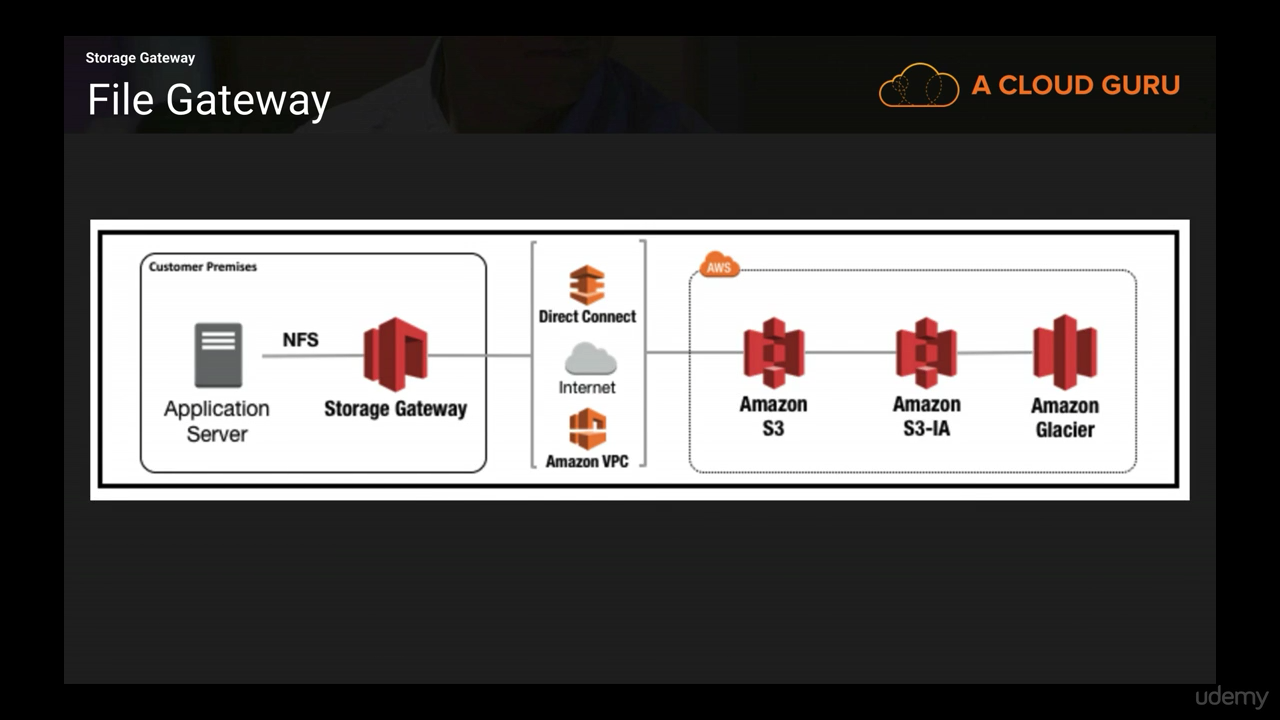 Storage Gateway
File Gateway
A CLOUD GURU
Customer Premises
NFS
Application
Server
Storage Gateway
Direct Connect
Internet
Amazon VPC
AWS
Amazon
S3
Amazon
S3-IA
Amazon
Glacier
udemy